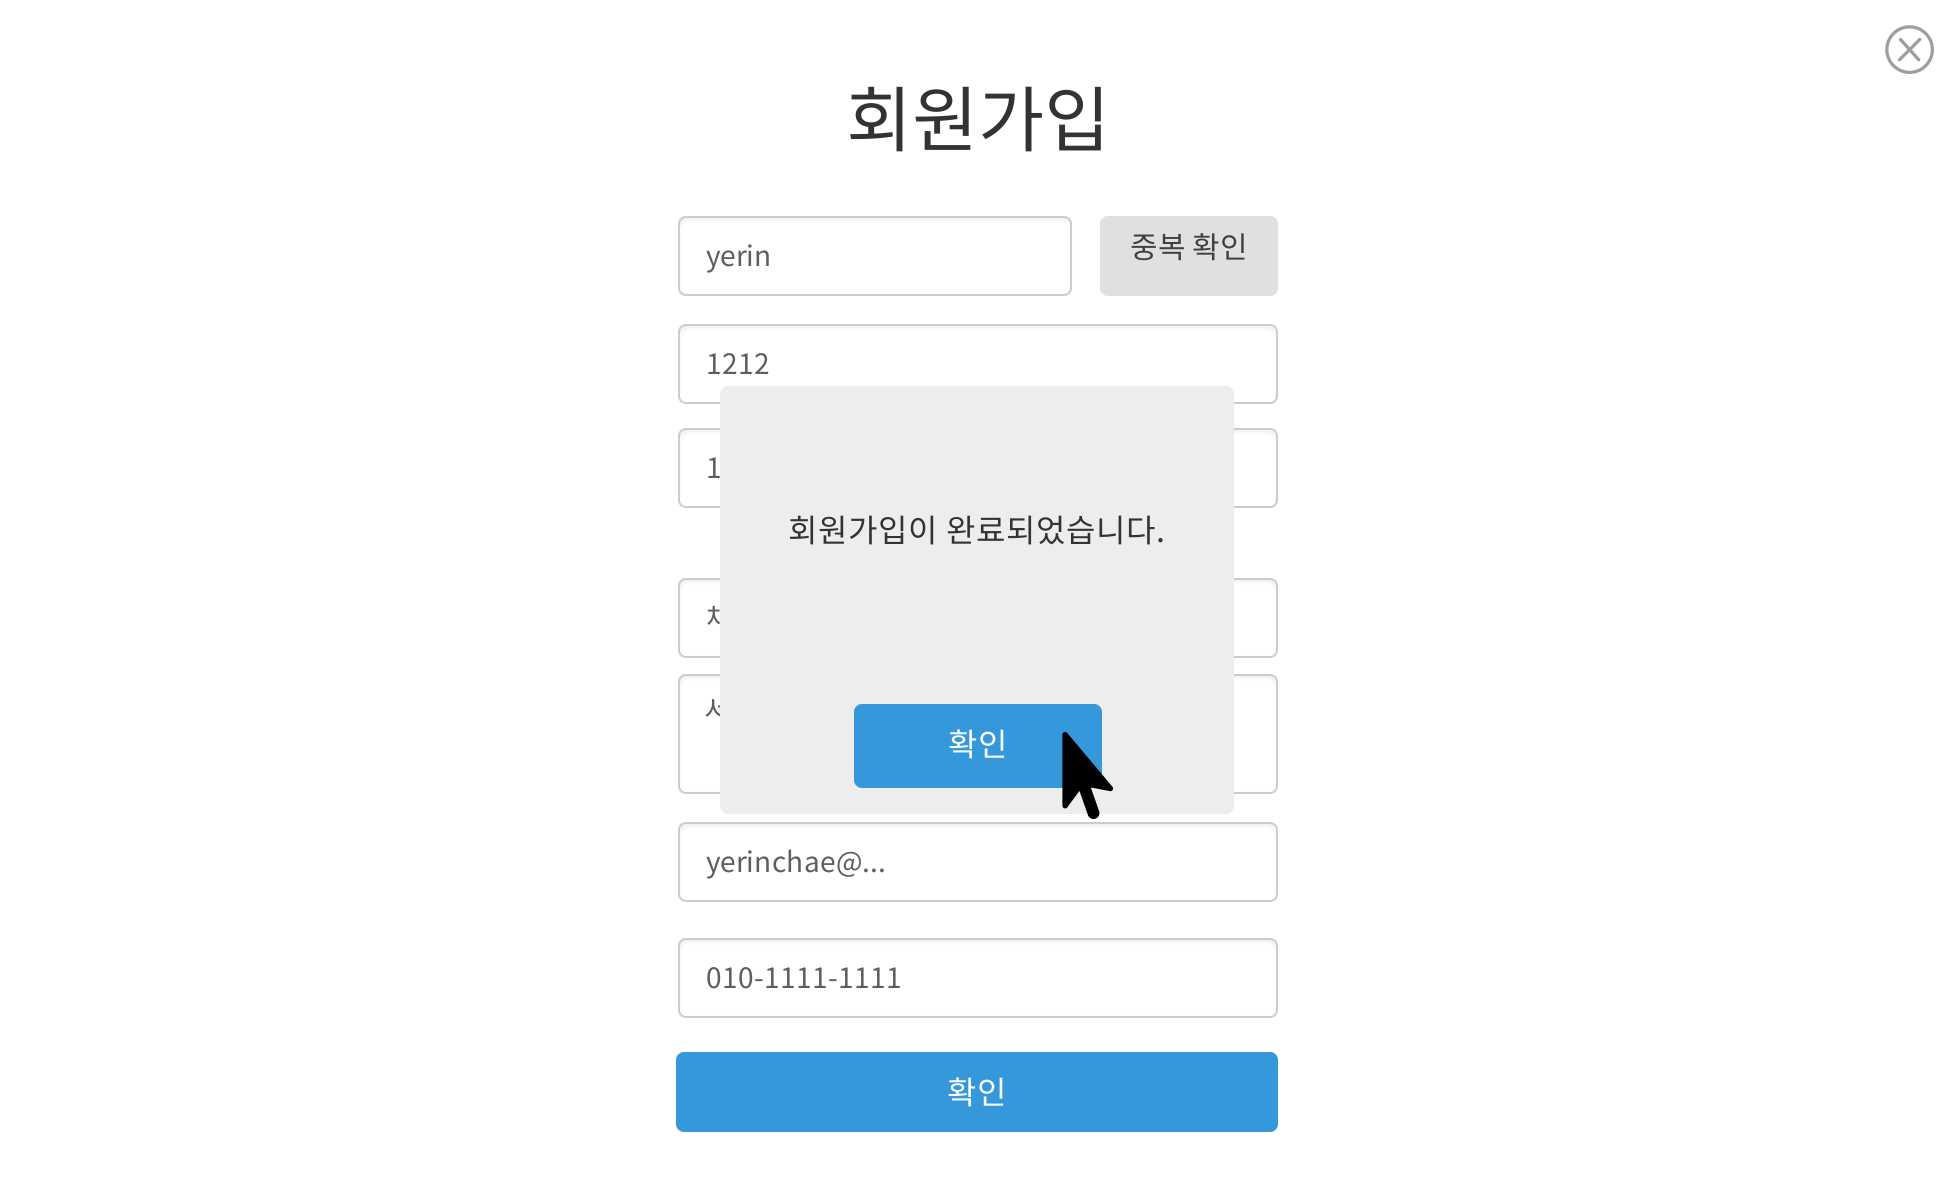 회원가입
yerin
중복 확인
1212
1
회원가입이 완료되었습니다.
확인
yerinchae@...
010-1111-1111
확인